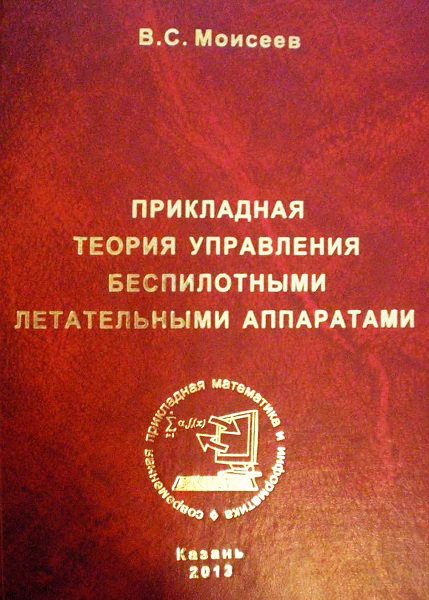 В.С. Моисеев
ПРИКЛАДНАЯ
ТЕОРИЯ УПРАВЛЕНИЯ
БЕСПИЛОТНЫМИ
ЛЕТАТЕЛЬНЫМИ АППАРАТАМИ
современная прикладная математика и информатика
Казань
2013